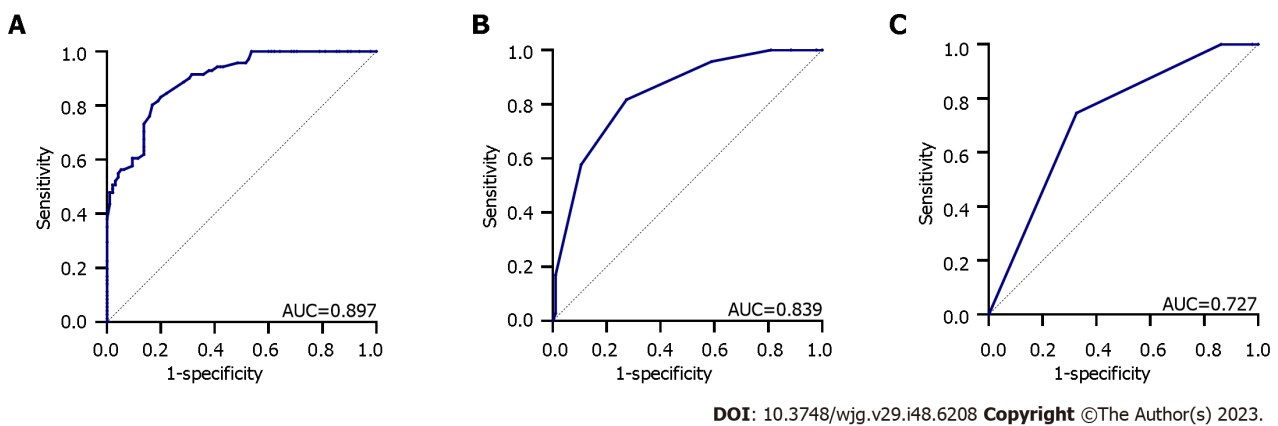 A
1.0
0.8
0.6
0.4
0.2
0.0
Sensitivity
AUC=0.897
0.0 0.2 0.4 0.6 0.8 1.0
1-specificity
B
1.0
0.8
0.6
0.4
0.2
0.0
Sensitivity
AUC=0.839
0.0 0.2 0.4 0.6 0.8 1.0
1-specificity
C
1.0
0.8
0.6
0.4
0.2
0.0
Sensitivity
AUC=0.727
0.0 0.2 0.4 0.6 0.8 1.0
1-specificity
DOI: 10.3748/wjg.v29.i48.6208 Copyright ©The Author(s) 2023.